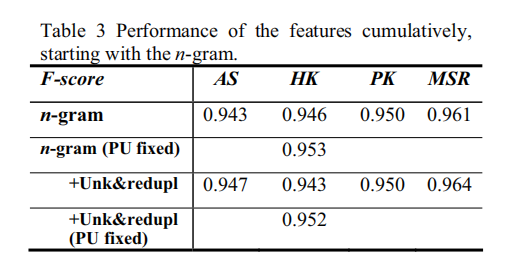 Table 3 Performance of the features cumulatively,
starting with the n-gram.
F-score AS HK PK MSR
n-gram 0.943 0.946 0.950 0.961
n-gram (PU fixed) 0.953
+Unk&redupl 0.947 0.943 0.950 0.964
+Unk&redupl 0.952
(PU fixed)